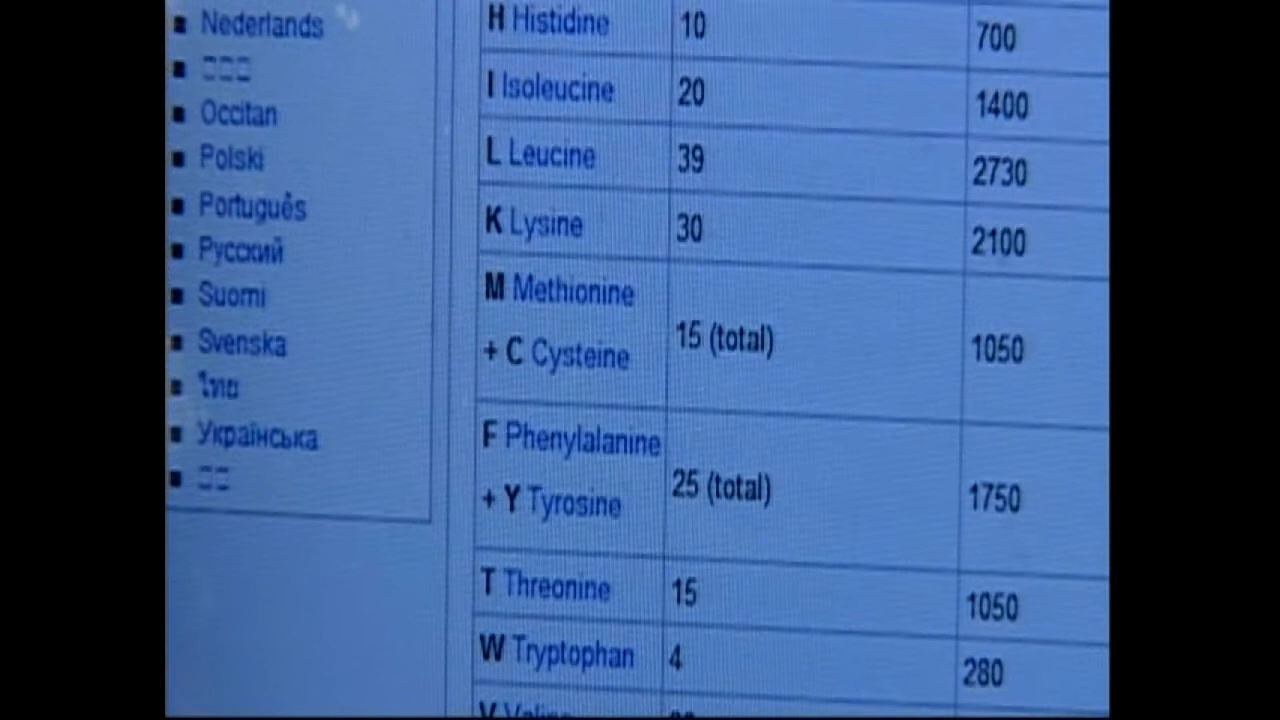 Nederlands
Occitan
Polski
Português
Русский
Suomi
Svenska
ไทย
Українська
H Histidine 10 700
I Isoleucine 20 1400
L Leucine 39 2730
K Lysine 30 2100
M Methionine
+ C Cysteine
15 (total) 1050
F Phenylalanine
+ Y Tyrosine
25 (total) 1750
T Threonine 15 1050
W Tryptophan 4 280
V Valine